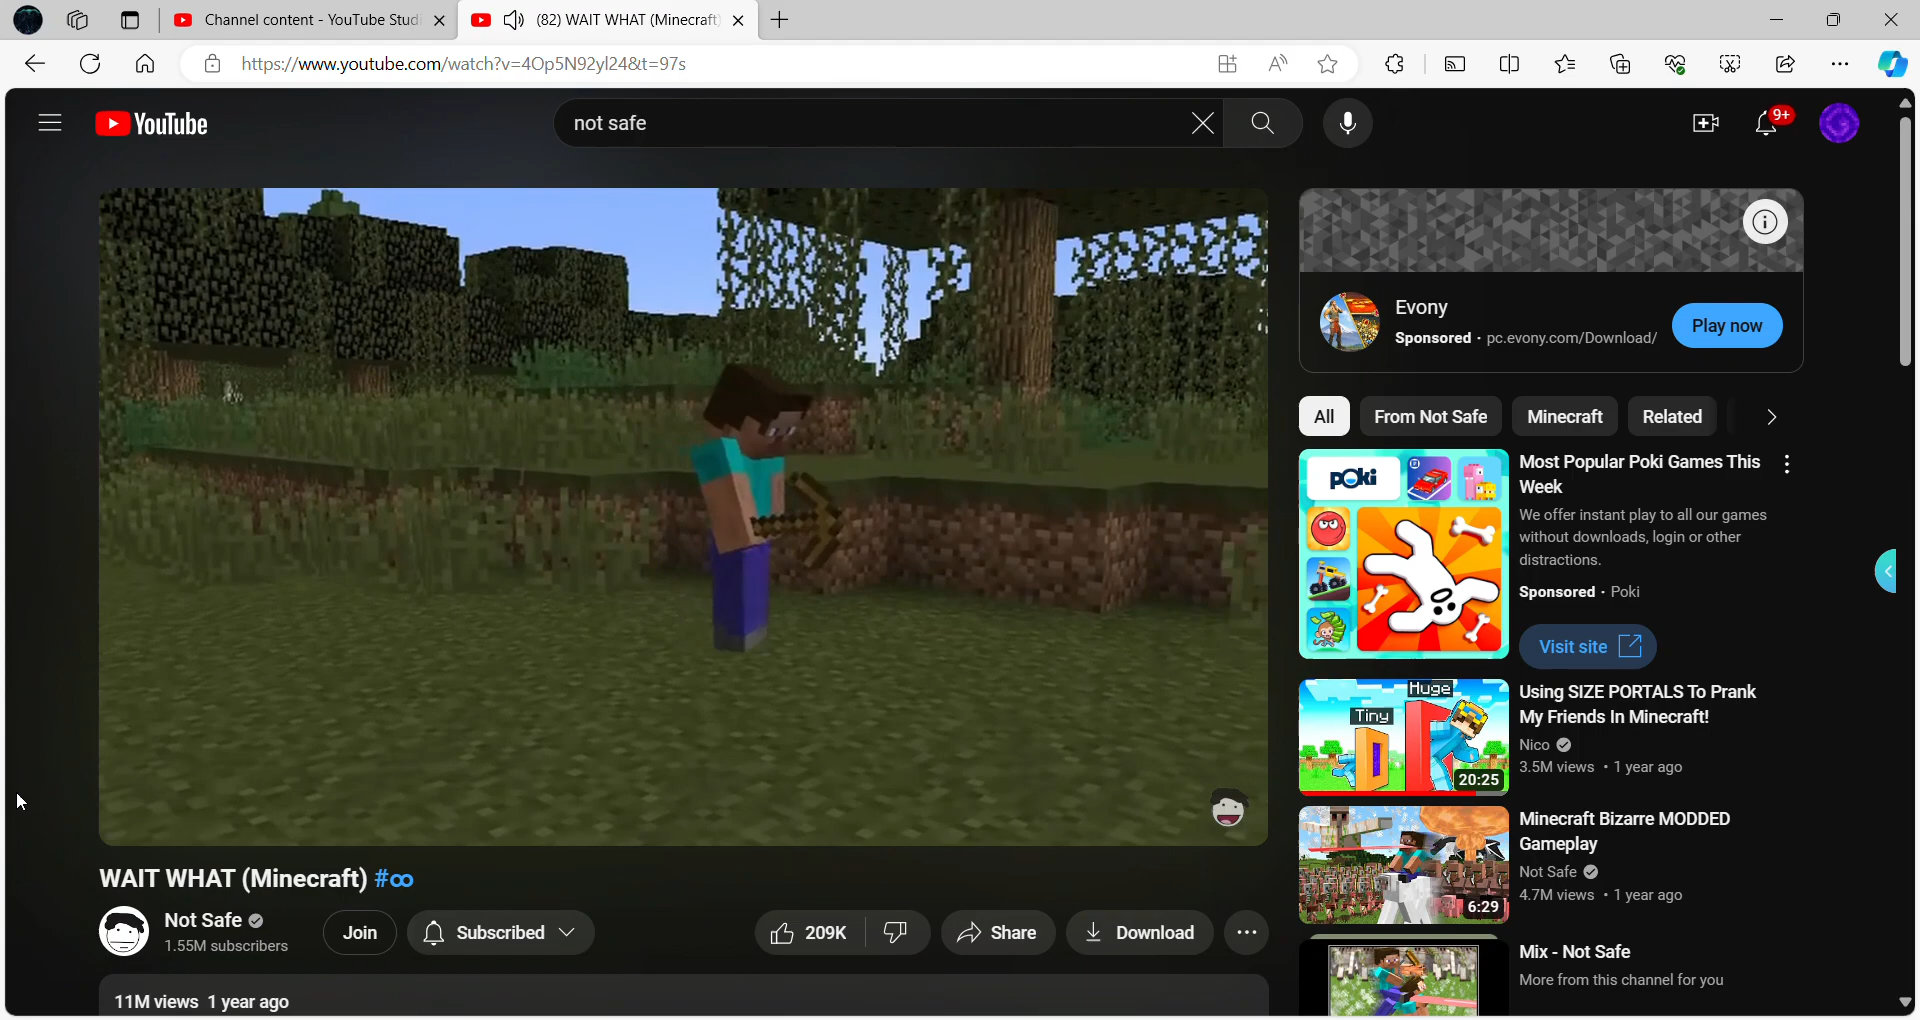 Channel content - YouTube Studi
(82) WAIT WHAT (Minecraft)
https://www.youtube.com/watch?v=4Op5N92yl24&t=97s
YouTube
not safe
9+
Evony
Sponsored · pc.evony.com/Download/
Play now
All
From Not Safe
Minecraft
Related
poki
Most Popular Poki Games This
Week
We offer instant play to all our games
without downloads, login or other
distractions.
Sponsored · Poki
Visit site
Huge
Tiny
20:25
Using SIZE PORTALS To Prank
My Friends In Minecraft!
Nico
3.5M views • 1 year ago
6:29
Minecraft Bizarre MODDED
Gameplay
Not Safe
4.7M views • 1 year ago
Mix - Not Safe
More from this channel for you
WAIT WHAT (Minecraft) #∞
Not Safe
1.55M subscribers
Join
Subscribed
209K
Share
Download
11M views 1 year ago